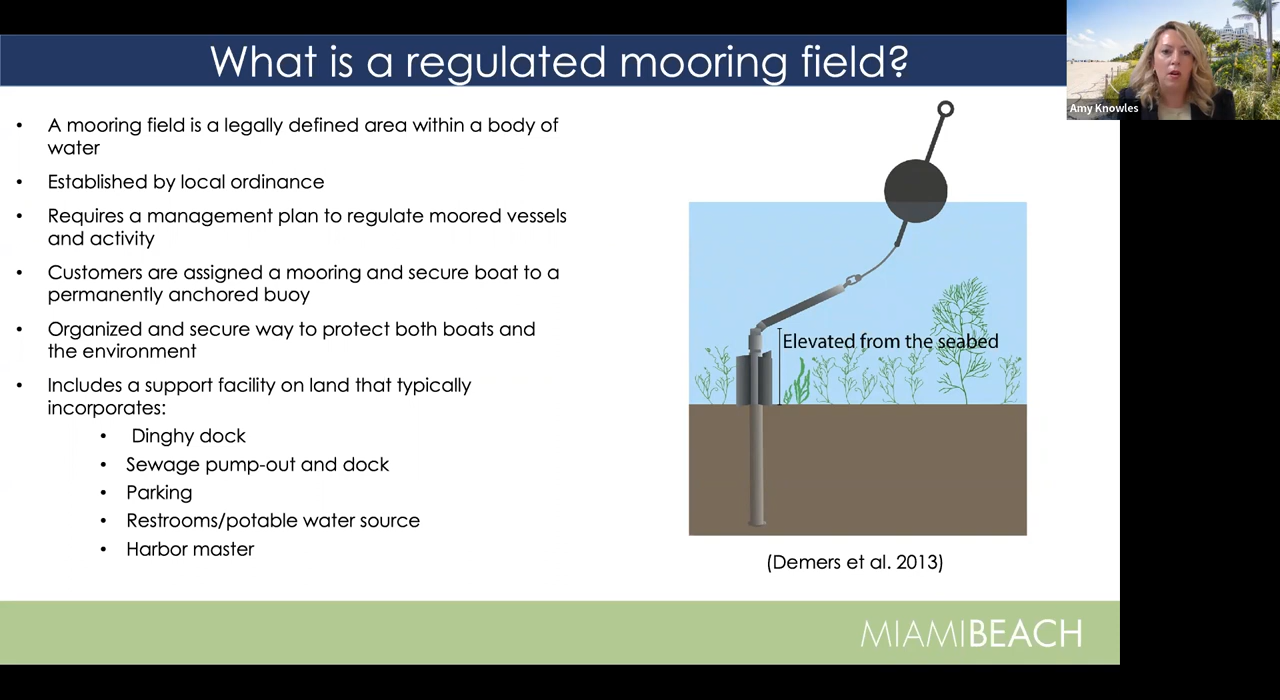 What is a regulated mooring field?
Amy Knowles
• A mooring field is a legally defined area within a body of
water
• Established by local ordinance
• Requires a management plan to regulate moored vessels
and activity
• Customers are assigned a mooring and secure boat to a
permanently anchored buoy
• Organized and secure way to protect both boats and
the environment
• Includes a support facility on land that typically
incorporates:
• Dinghy dock
• Sewage pump-out and dock
• Parking
• Restrooms/potable water source
• Harbor master
Elevated from the seabed
(Demers et al. 2013)
MIAMIBEACH